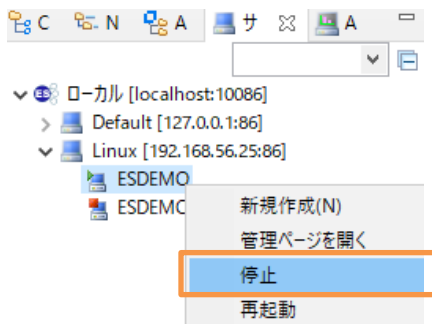 C N A サ A
ローカル [localhost:10086]
Default [127.0.0.1:86]
Linux [192.168.56.25:86]
ESDEMO
ESDEMO
新規作成(N)
管理ページを開く
停止
再起動